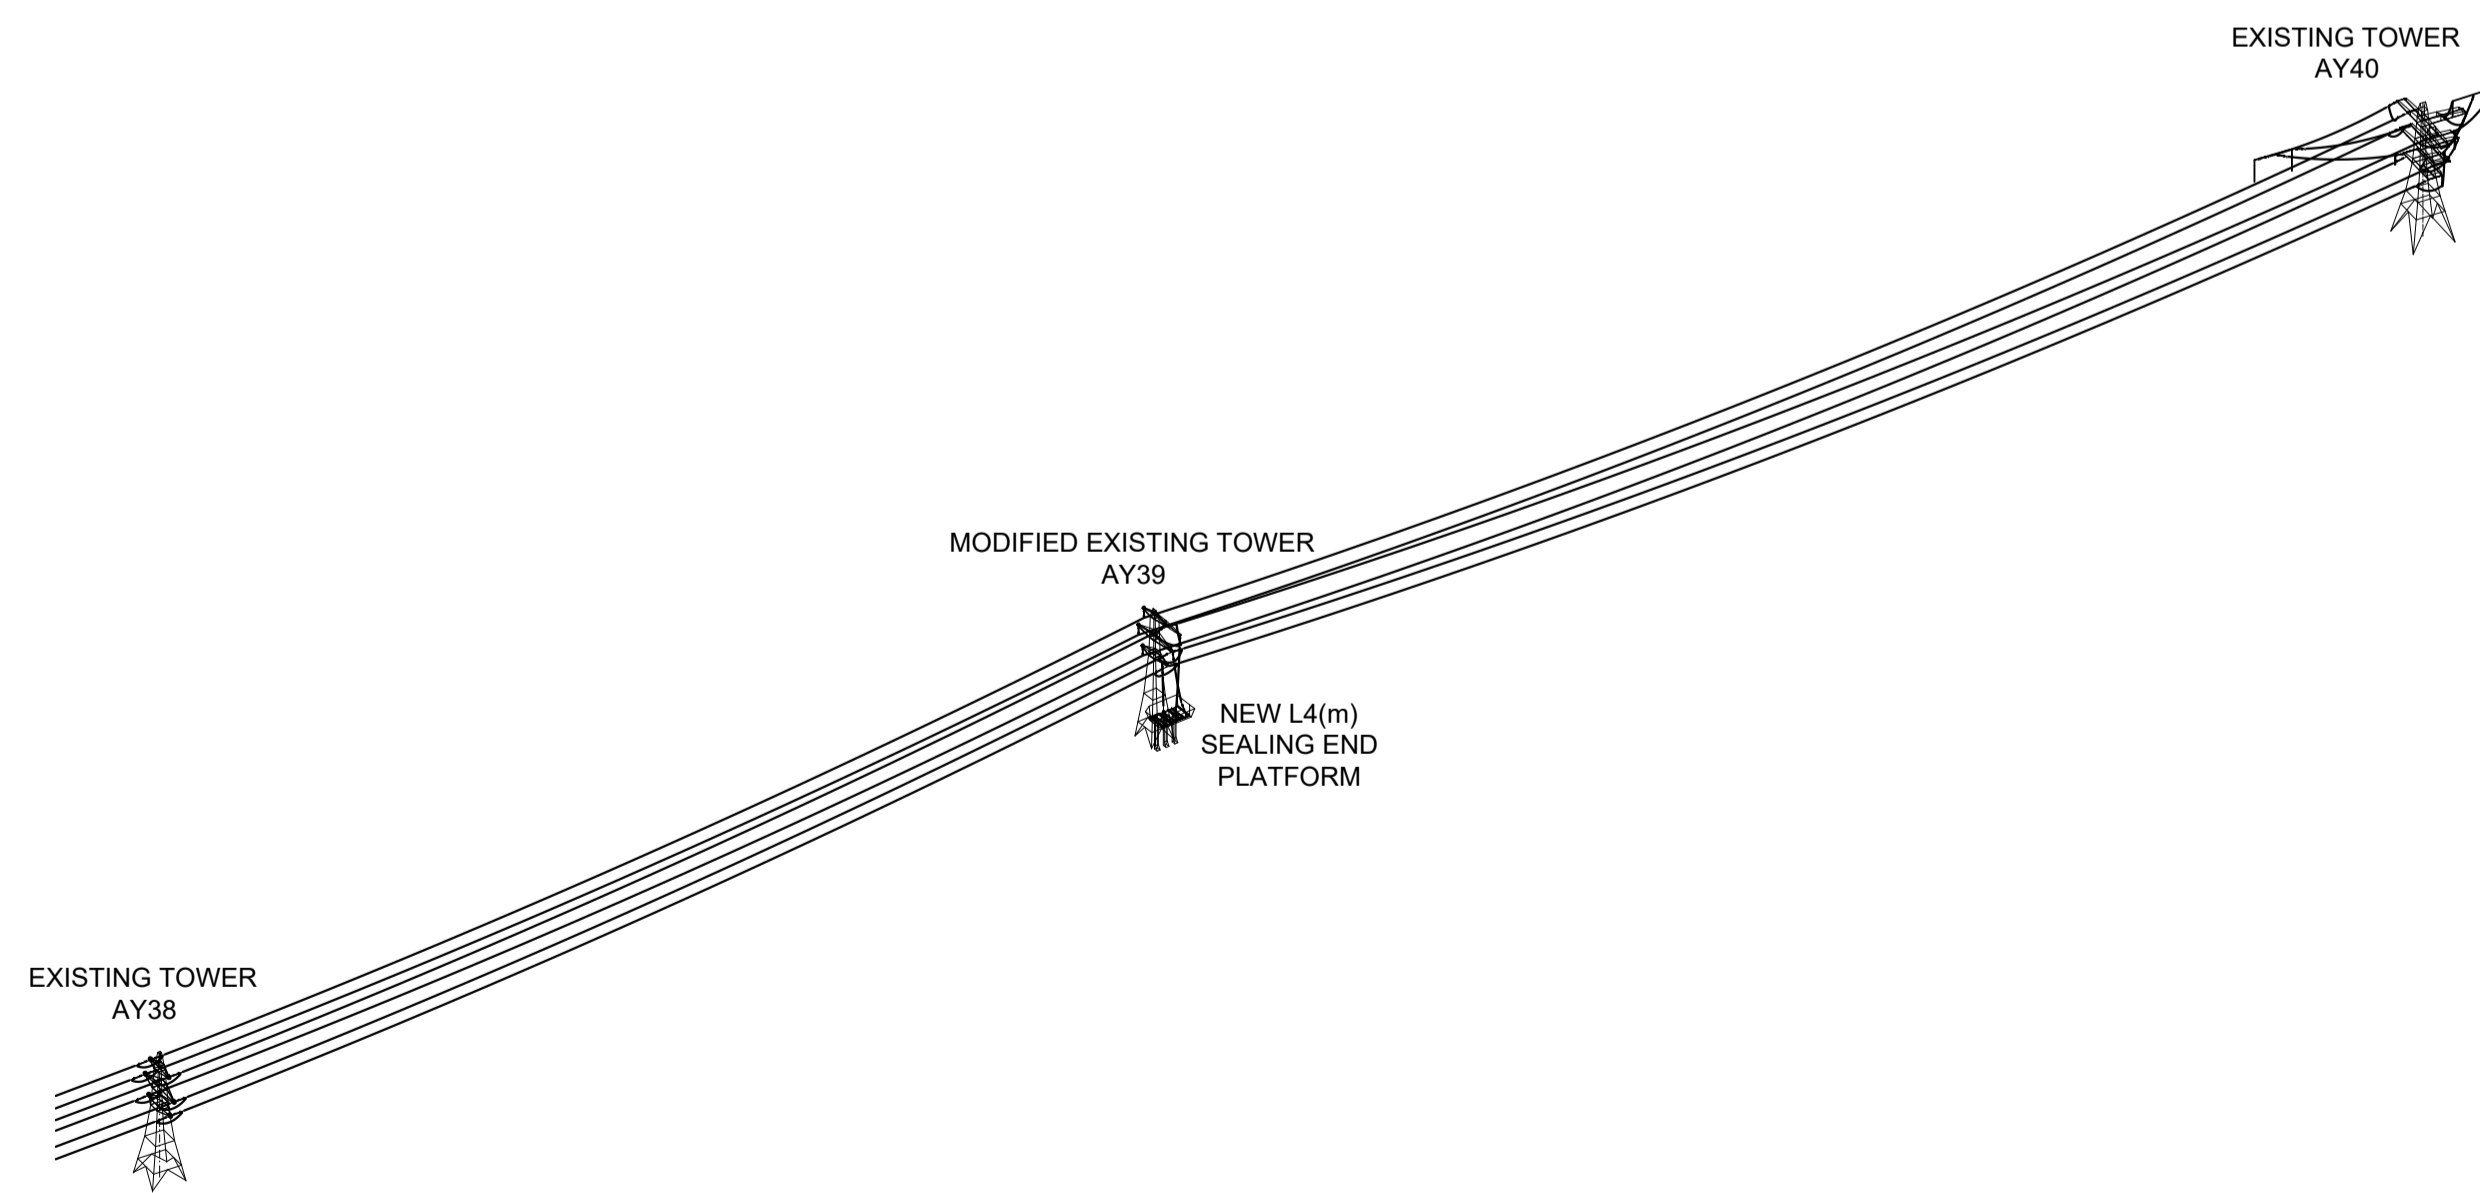 EXISTING TOWER
AY40
MODIFIED EXISTING TOWER
AY39
NEW L4(m)
SEALING END
PLATFORM
EXISTING TOWER
AY38